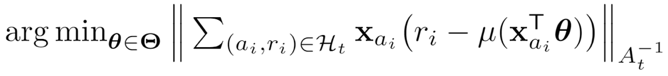 arg min_{𝜽∈𝚯} ‖ ∑_{(a_i,r_i)∈ℋ_t} 𝐱_{a_i}(r_i − μ(𝐱_{a_i}^⊤𝜽)) ‖_{A_t^{−1}}